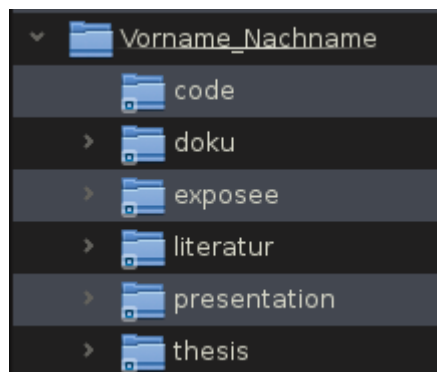 Vorname_Nachname
code
doku
exposee
literatur
presentation
thesis